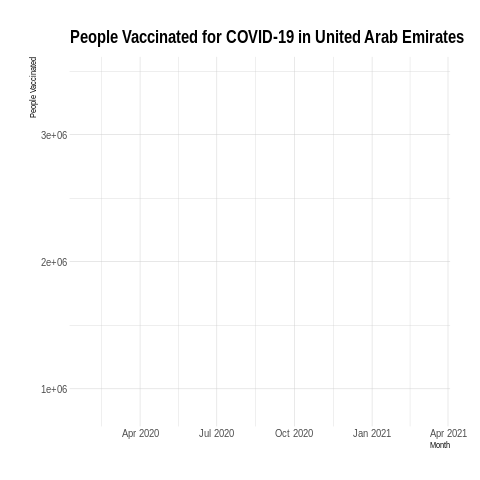 People Vaccinated for COVID-19 in United Arab Emirates
People Vaccinated
3e+06
2e+06
1e+06
Apr 2020 Jul 2020 Oct 2020 Jan 2021 Apr 2021
Month